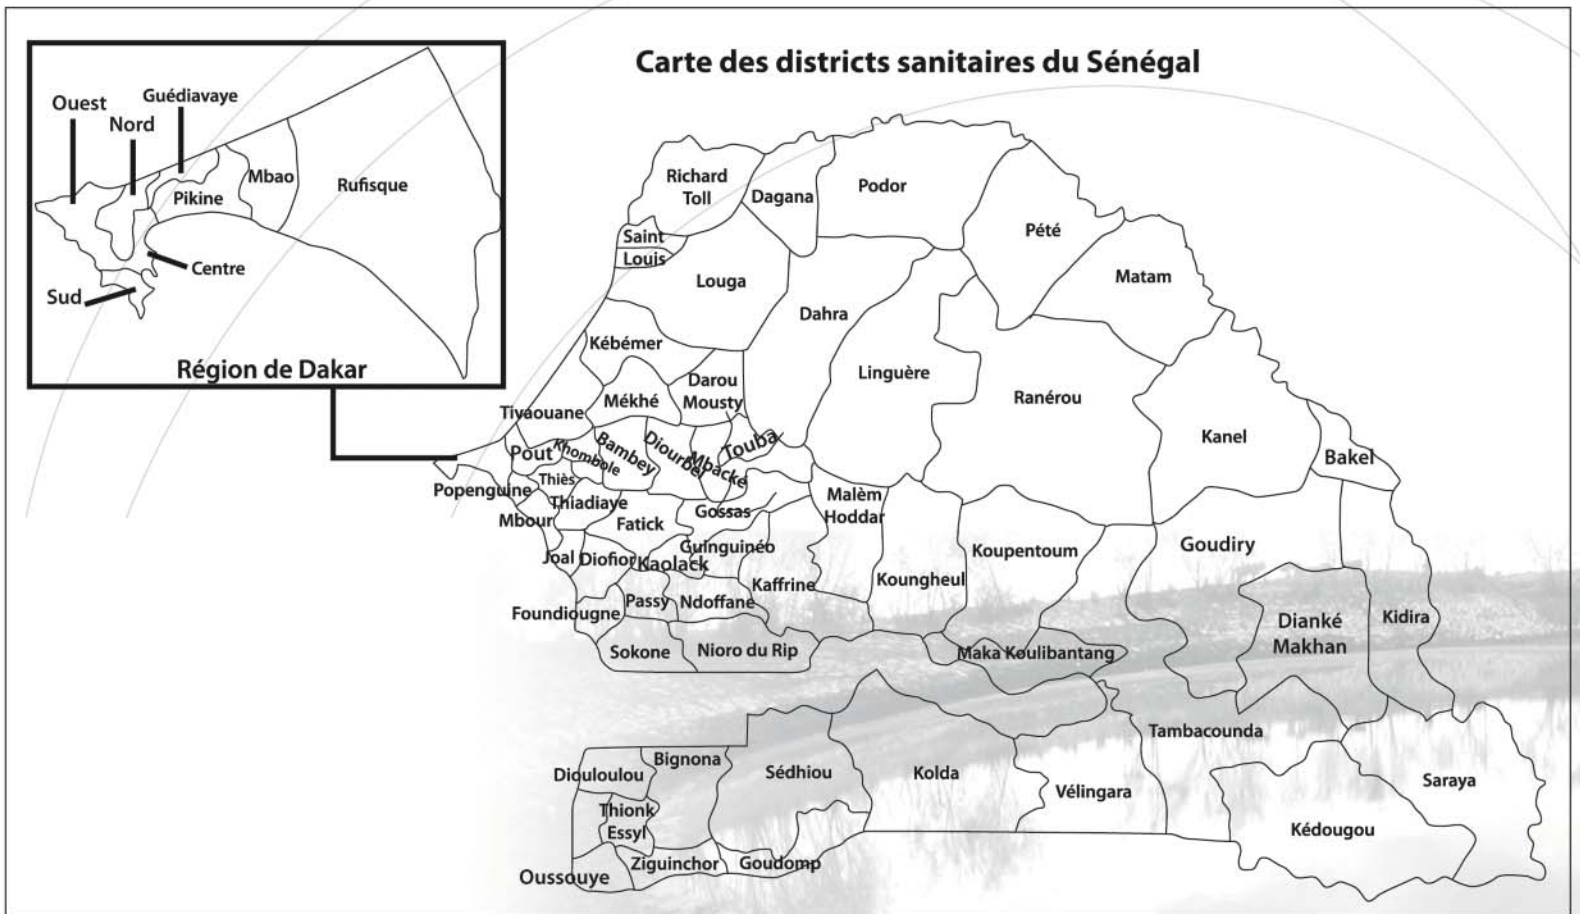 Carte des districts sanitaires du Sénégal
Ouest
Guédiavaye
Nord
Mbao
Rufisque
Pikine
Centre
Sud
Région de Dakar
Richard
Toll
Dagana
Podor
Saint
Louis
Pété
Louga
Matam
Dahra
Kébémer
Linguère
Darou
Mousty
Mékhé
Ranérou
Tivaouane
Kanel
Pout
Khombole
Bambey
Diourbel
Mbacké
Touba
Bakel
Thiès
Popenguine
Thiadiaye
Malèm
Hoddar
Mbour
Fatick
Gossas
Guinguinéo
Koupentoum
Goudiry
Joal
Diofior
Kaolack
Kaffrine
Koungheul
Foundiougne
Passy
Ndoffane
Dianké
Makhan
Kidira
Sokone
Nioro du Rip
Maka Koulibantang
Tambacounda
Diouloulou
Bignona
Sédhiou
Kolda
Vélingara
Saraya
Thionk
Essyl
Kédougou
Oussouye
Ziguinchor
Goudomp